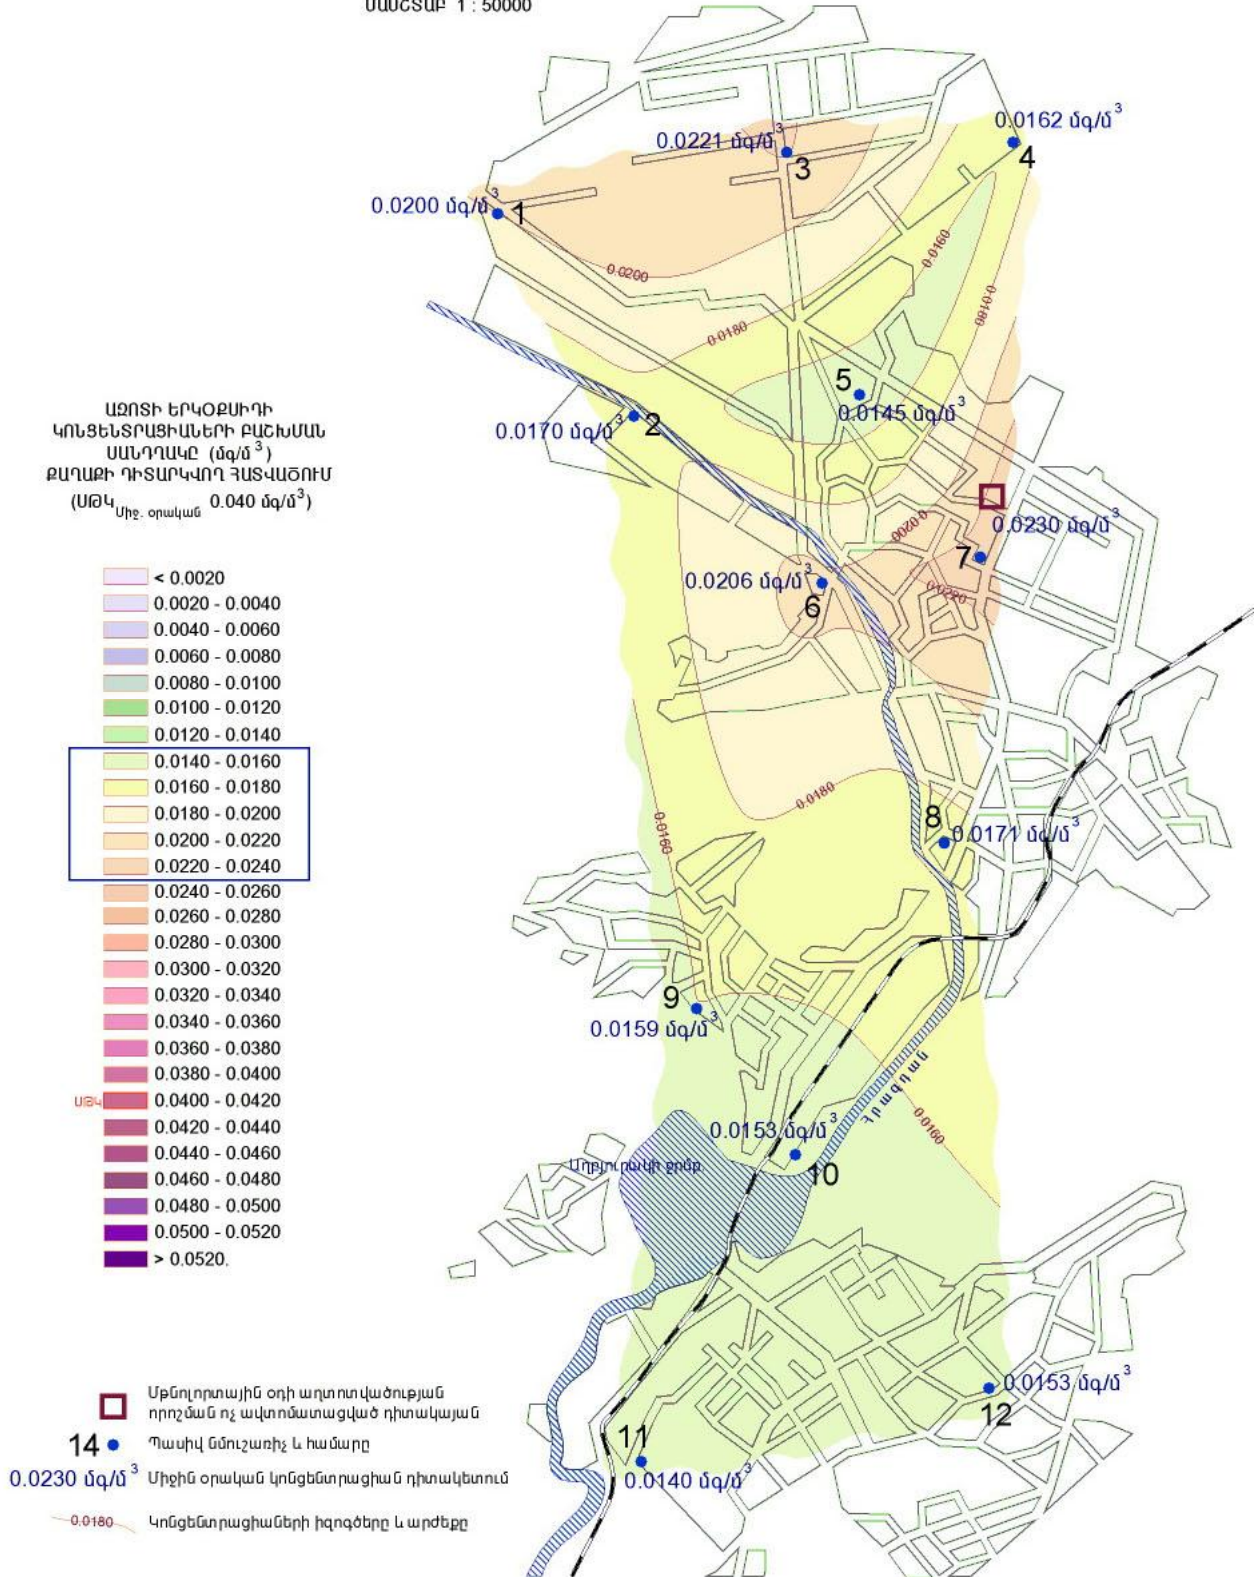 ՄԱՍՇՏԱԲ 1 : 50000
0.0162 մգ/մ³
4
0.0221 մգ/մ³
3
0.0200 մգ/մ³
1
0.0200
0.0160
0.0180
0.0180
5
0.0145 մգ/մ³
0.0170 մգ/մ³
2
ԱԶՈՏԻ ԵՐԿՕՔՍԻԴԻ
ԿՈՆՑԵՆՏՐԱՑԻԱՆԵՐԻ ԲԱՇԽՄԱՆ
ՍԱՆԴՂԱԿԸ (մգ/մ³)
ՔԱՂԱՔԻ ԴԻՏԱՐԿՎՈՂ ՀԱՏՎԱԾՈՒՄ
(ՍԹԿ Միջ. օրական 0.040 մգ/մ³)
0.0200
0.0230 մգ/մ³
7
0.0220
0.0206 մգ/մ³
6
< 0.0020
0.0020 - 0.0040
0.0040 - 0.0060
0.0060 - 0.0080
0.0080 - 0.0100
0.0100 - 0.0120
0.0120 - 0.0140
0.0140 - 0.0160
0.0160 - 0.0180
0.0180 - 0.0200
0.0200 - 0.0220
0.0220 - 0.0240
0.0240 - 0.0260
0.0260 - 0.0280
0.0280 - 0.0300
0.0300 - 0.0320
0.0320 - 0.0340
0.0340 - 0.0360
0.0360 - 0.0380
0.0380 - 0.0400
ՍԹԿ 0.0400 - 0.0420
0.0420 - 0.0440
0.0440 - 0.0460
0.0460 - 0.0480
0.0480 - 0.0500
0.0500 - 0.0520
> 0.0520.
0.0180
0.0160
8
0.0171 մգ/մ³
9
0.0159 մգ/մ³
0.0160
0.0153 մգ/մ³
10
Աղբյուրակի ջրմբ.
0.0153 մգ/մ³
12
11
0.0140 մգ/մ³
Մթնոլորտային օդի աղտոտվածության
որոշման ոչ ավտոմատացված դիտակայան
14 Պասիվ նմուշառիչ և համարը
0.0230 մգ/մ³ Միջին օրական կոնցենտրացիան դիտակետում
0.0180 Կոնցենտրացիաների իզոգծերը և արժեքը